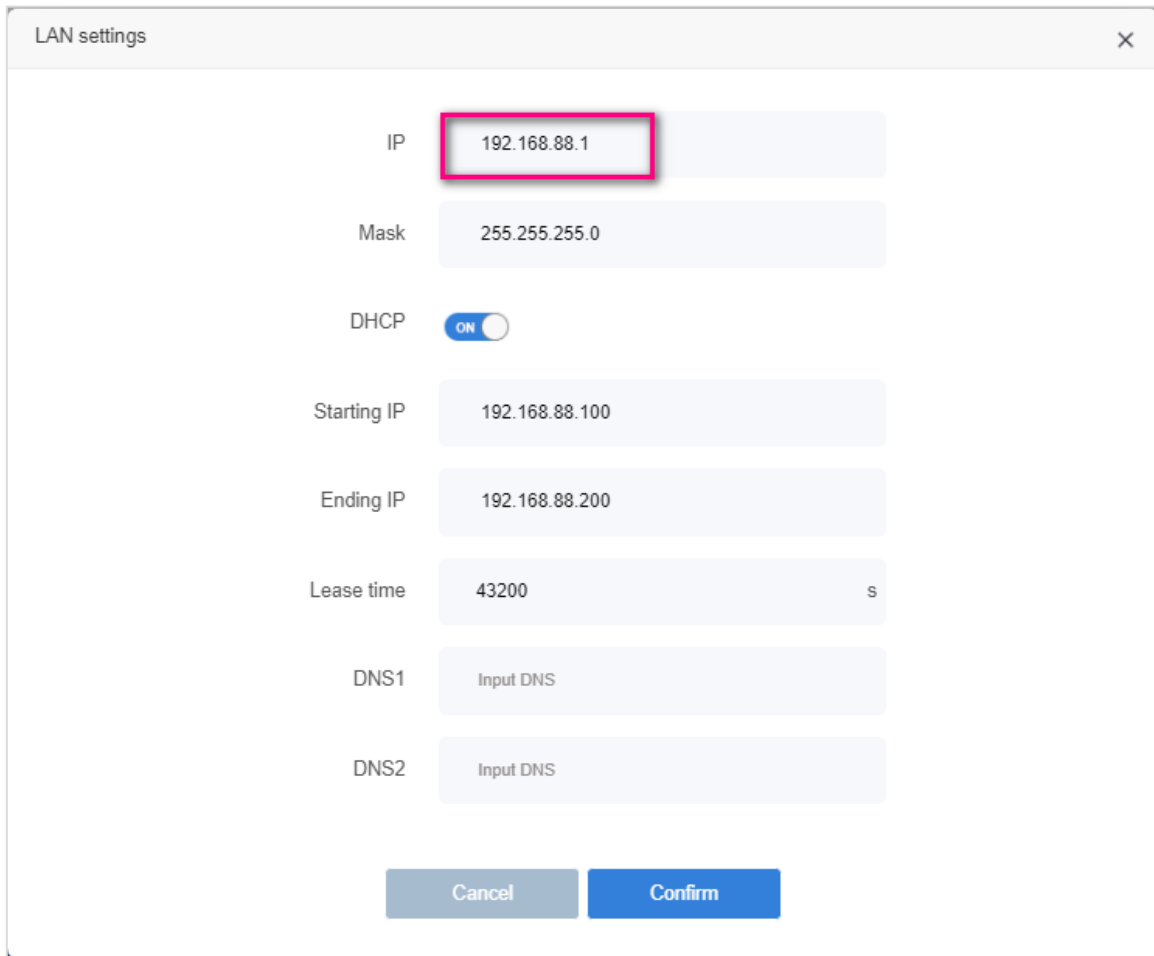 LAN settings
IP 192.168.88.1
Mask 255.255.255.0
DHCP ON
Starting IP 192.168.88.100
Ending IP 192.168.88.200
Lease time 43200 s
DNS1 Input DNS
DNS2 Input DNS
Cancel Confirm